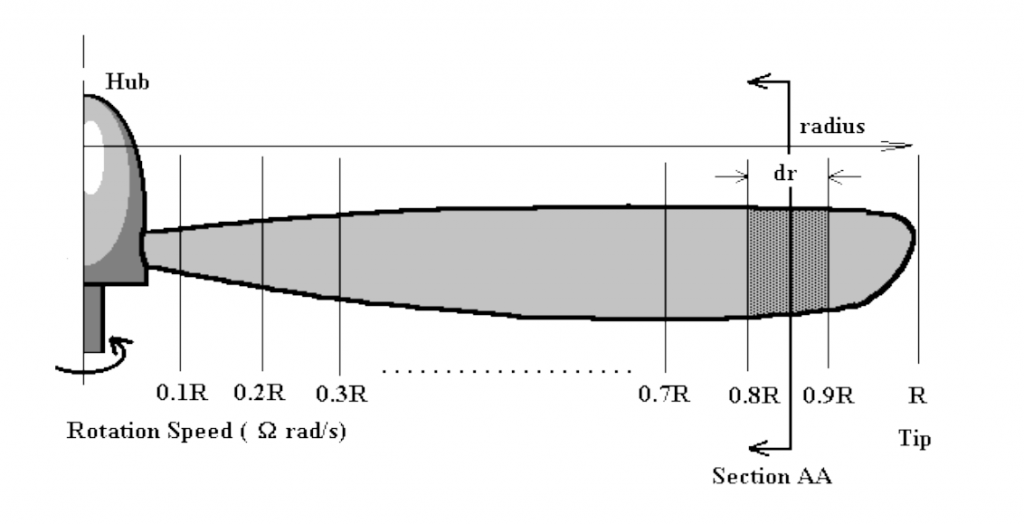 Hub
radius
dr
0.1R 0.2R 0.3R 0.7R 0.8R 0.9R R
Rotation Speed ( Ω rad/s)
Tip
Section AA